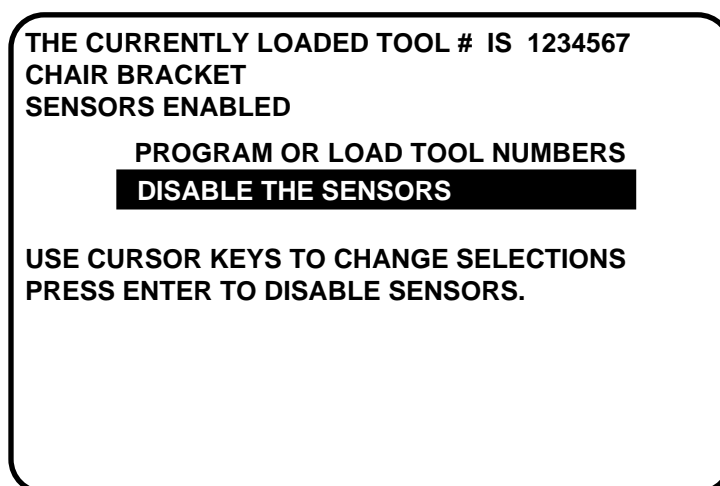 THE CURRENTLY LOADED TOOL # IS 1234567
CHAIR BRACKET
SENSORS ENABLED
PROGRAM OR LOAD TOOL NUMBERS
DISABLE THE SENSORS
USE CURSOR KEYS TO CHANGE SELECTIONS
PRESS ENTER TO DISABLE SENSORS.